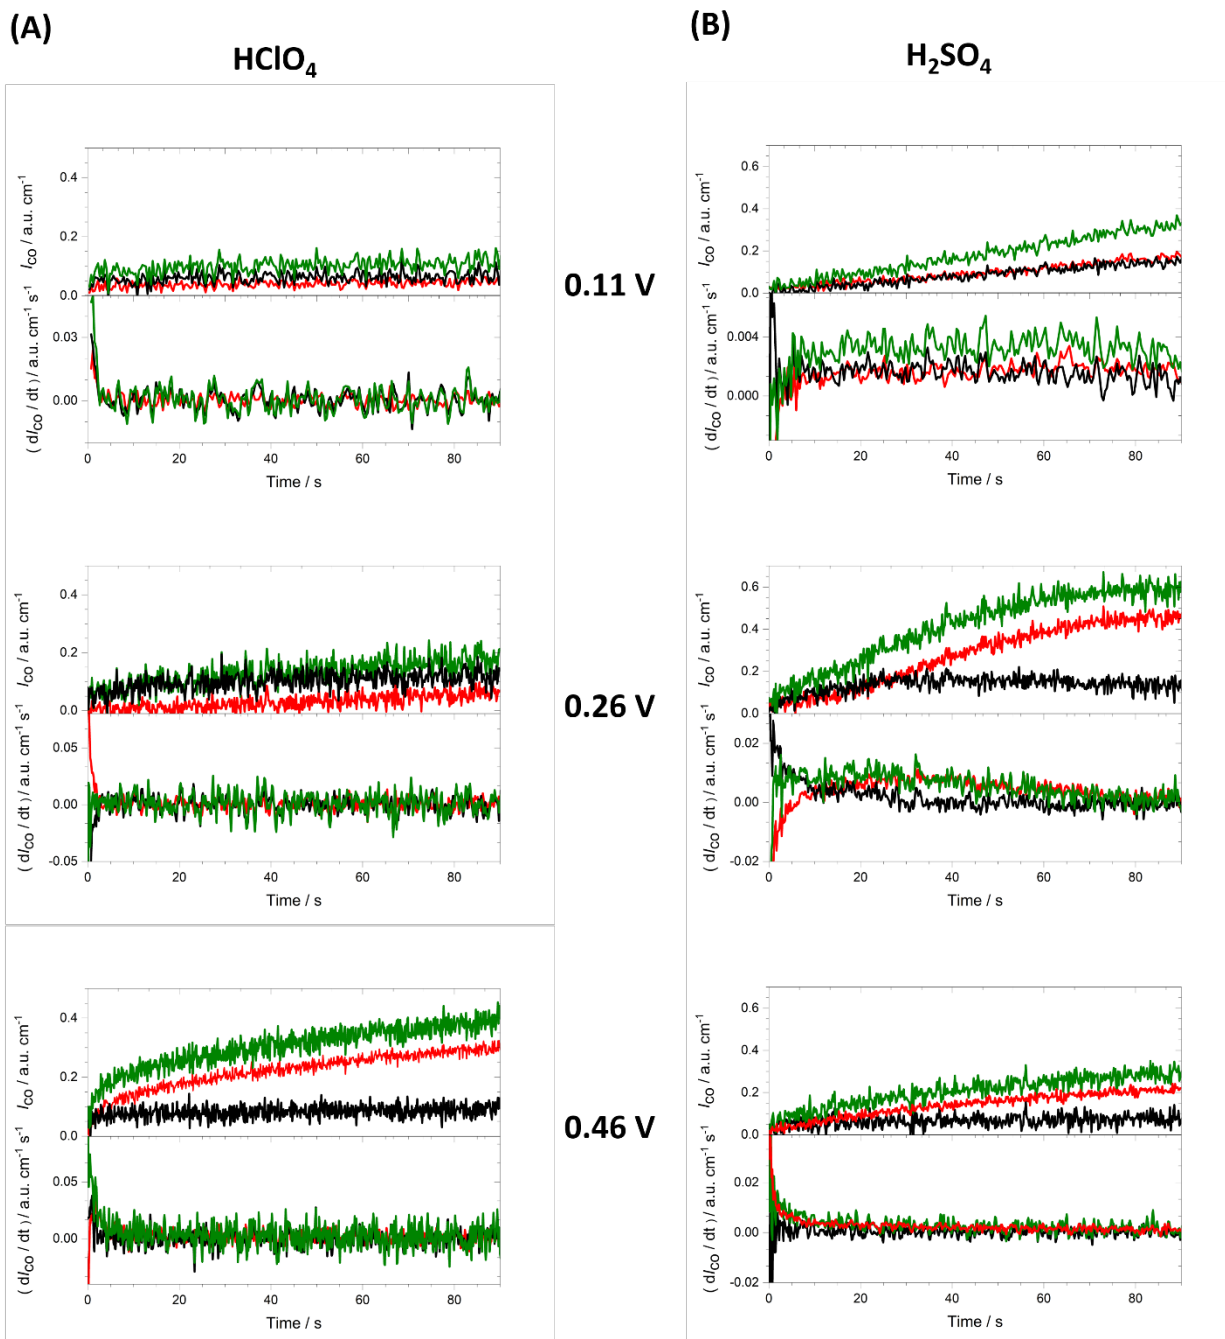 (A)
HClO4
(B)
H2SO4
0.4
0.2
0.0
ICO / a.u. cm-1
0.03
0.00
( dICO / dt ) / a.u. cm-1 s-1
0 20 40 60 80
Time / s
0.11 V
0.6
0.4
0.2
0.0
ICO / a.u. cm-1
0.004
0.000
( dICO / dt ) / a.u. cm-1 s-1
0 20 40 60 80
Time / s
0.4
0.2
0.0
ICO / a.u. cm-1
0.05
0.00
-0.05
( dICO / dt ) / a.u. cm-1 s-1
0 20 40 60 80
Time / s
0.26 V
0.6
0.4
0.2
0.0
ICO / a.u. cm-1
0.02
0.00
-0.02
( dICO / dt ) / a.u. cm-1 s-1
0 20 40 60 80
Time / s
0.4
0.2
0.0
ICO / a.u. cm-1
0.05
0.00
( dICO / dt ) / a.u. cm-1 s-1
0 20 40 60 80
Time / s
0.46 V
0.6
0.4
0.2
0.0
ICO / a.u. cm-1
0.02
0.00
-0.02
( dICO / dt ) / a.u. cm-1 s-1
0 20 40 60 80
Time / s